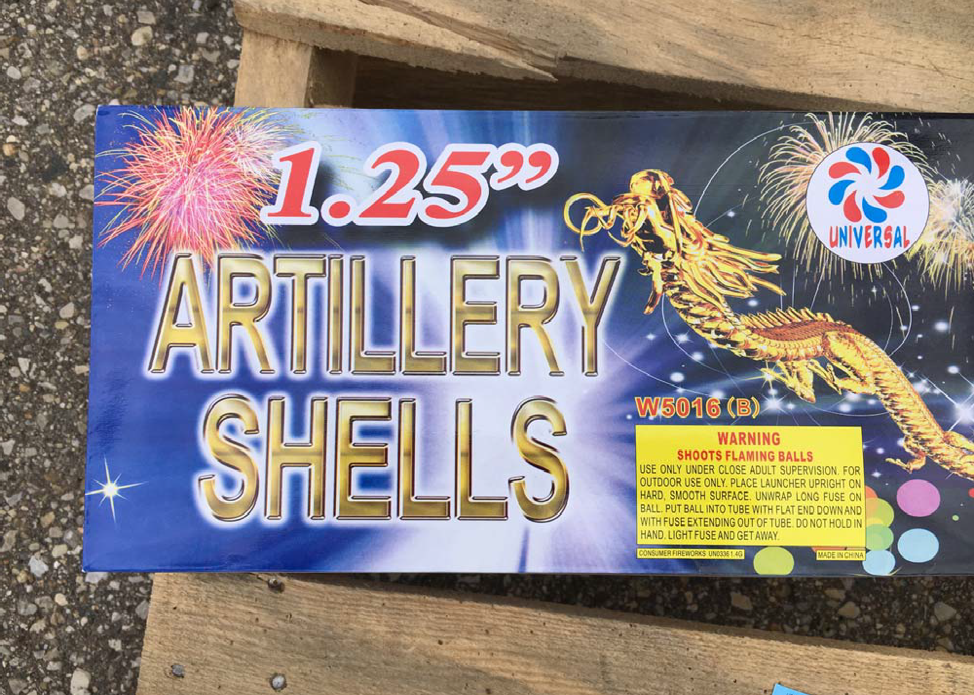 1.25”
ARTILLERY
SHELLS
UNIVERSAL
W5016 (B)
WARNING
SHOOTS FLAMING BALLS
USE ONLY UNDER CLOSE ADULT SUPERVISION. FOR
OUTDOOR USE ONLY. PLACE LAUNCHER UPRIGHT ON
HARD, SMOOTH SURFACE. UNWRAP LONG FUSE ON
BALL. PUT BALL INTO TUBE WITH FLAT END DOWN AND
WITH FUSE EXTENDING OUT OF TUBE. DO NOT HOLD IN
HAND. LIGHT FUSE AND GET AWAY.
CONSUMER FIREWORKS UN0336 1.4G
MADE IN CHINA